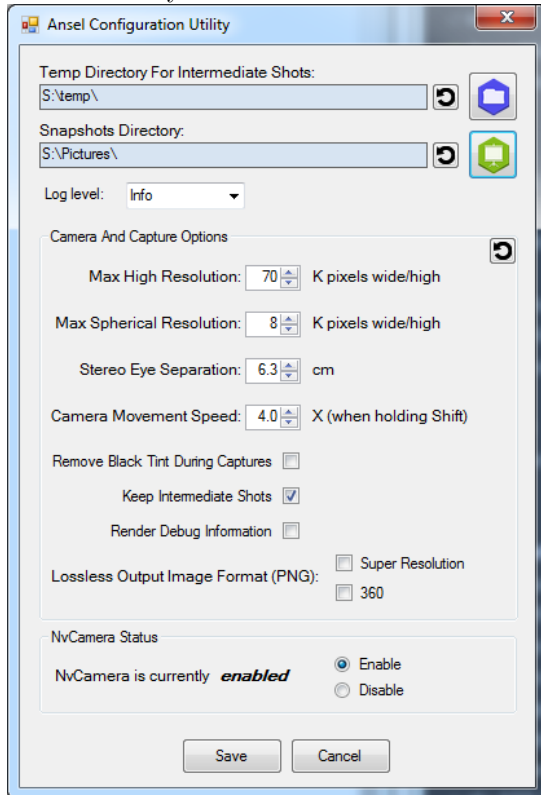 Ansel Configuration Utility
Temp Directory For Intermediate Shots:
S:\temp\
Snapshots Directory:
S:\Pictures\
Log level: Info
Camera And Capture Options
Max High Resolution: 70 K pixels wide/high
Max Spherical Resolution: 8 K pixels wide/high
Stereo Eye Separation: 6.3 cm
Camera Movement Speed: 4.0 X (when holding Shift)
Remove Black Tint During Captures
Keep Intermediate Shots
Render Debug Information
Lossless Output Image Format (PNG): Super Resolution
360
NvCamera Status
NvCamera is currently enabled Enable
Disable
Save Cancel